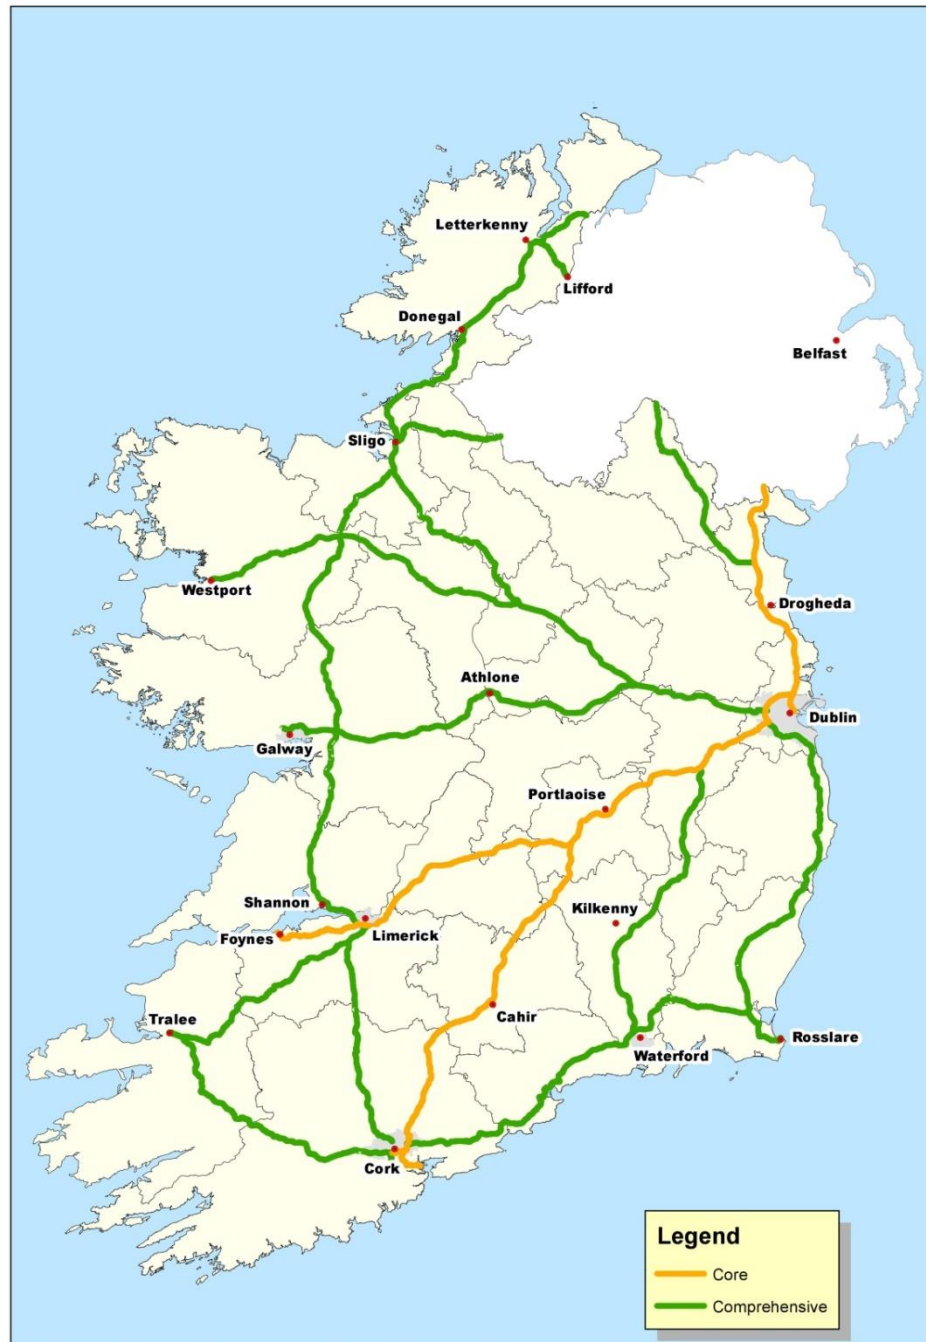 Letterkenny
Lifford
Donegal
Belfast
Sligo
Westport
Drogheda
Athlone
Dublin
Galway
Portlaoise
Shannon
Kilkenny
Foynes
Limerick
Cahir
Tralee
Waterford
Rosslare
Cork
Legend
Core
Comprehensive